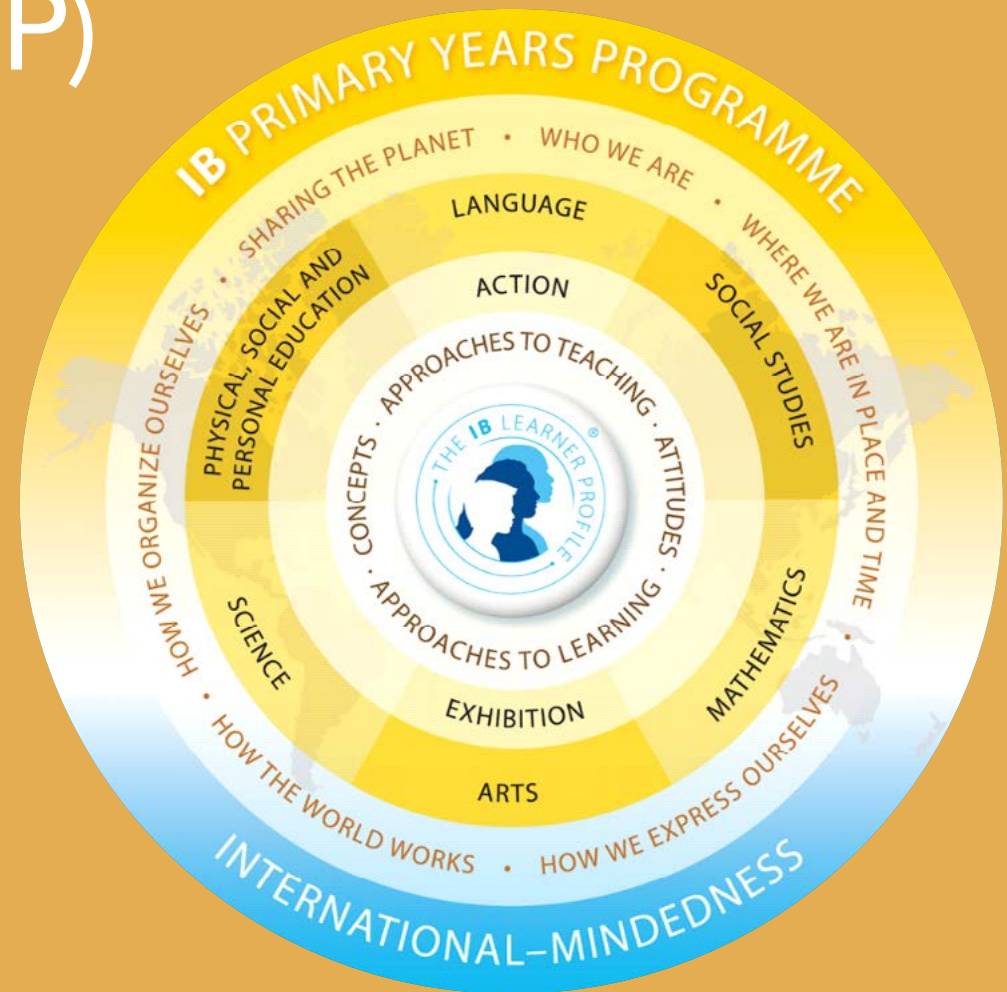 P)
IB PRIMARY YEARS PROGRAMME
SHARING THE PLANET • WHO WE ARE • WHERE WE ARE IN PLACE AND TIME • HOW WE EXPRESS OURSELVES • HOW THE WORLD WORKS • HOW WE ORGANIZE OURSELVES •
LANGUAGE
SOCIAL STUDIES
MATHEMATICS
ARTS
SCIENCE
PHYSICAL, SOCIAL AND
PERSONAL EDUCATION
ACTION
EXHIBITION
APPROACHES TO TEACHING · ATTITUDES · APPROACHES TO LEARNING · CONCEPTS ·
THE IB LEARNER PROFILE ®
INTERNATIONAL–MINDEDNESS